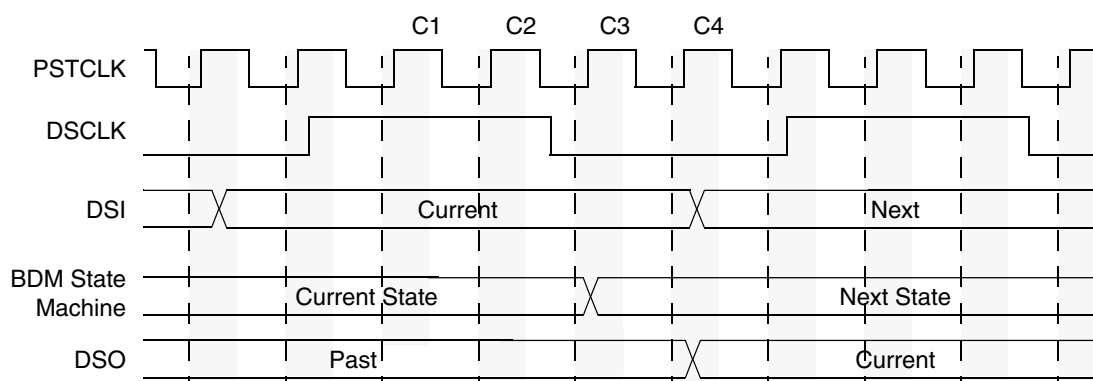 C1 C2 C3 C4
PSTCLK
DSCLK
DSI Current Next
BDM State
Machine Current State Next State
DSO Past Current